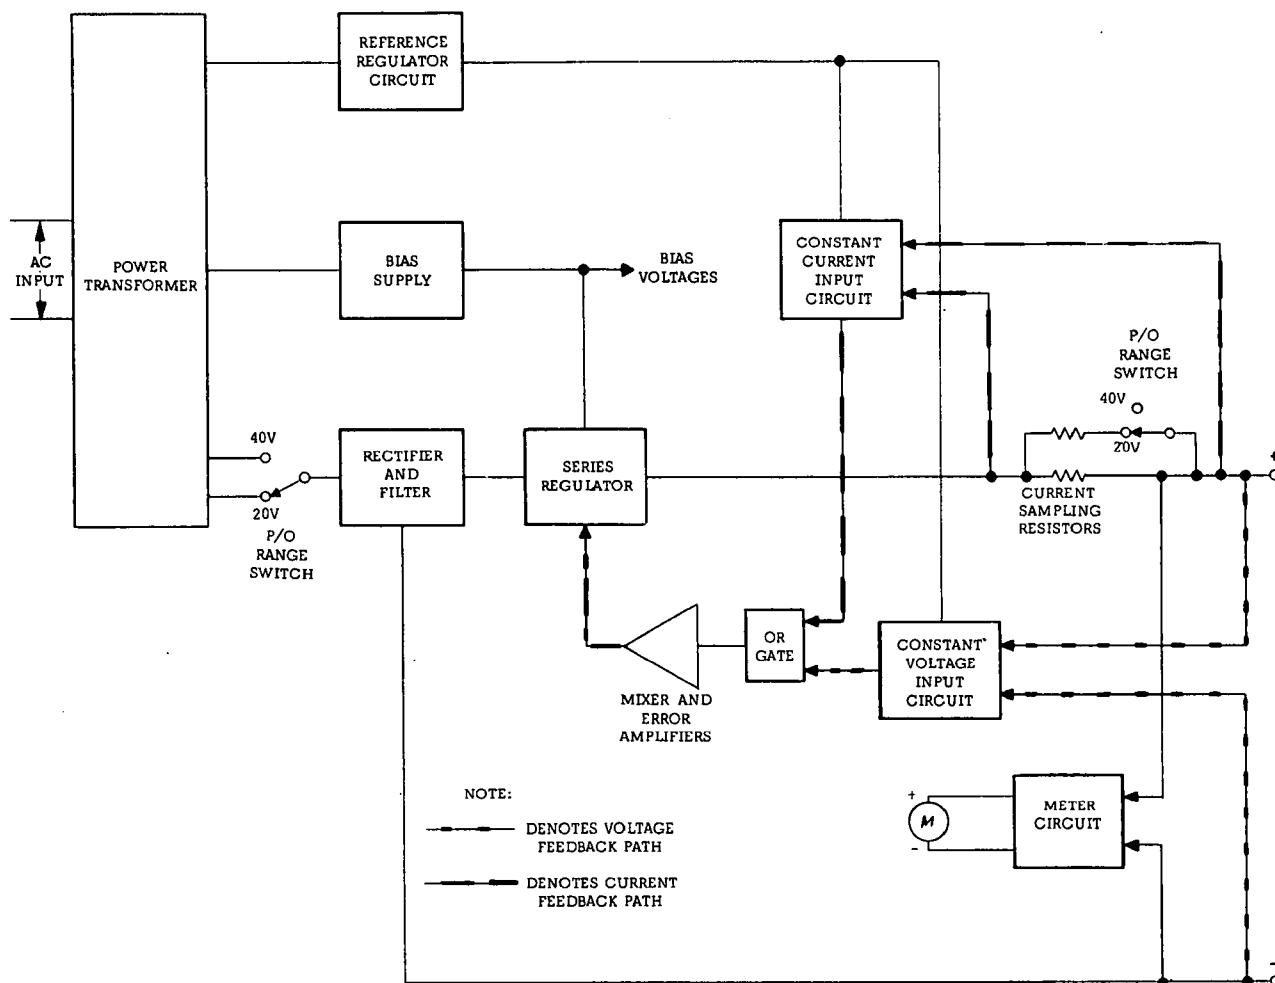 REFERENCE
REGULATOR
CIRCUIT
AC
INPUT
POWER
TRANSFORMER
BIAS
SUPPLY
BIAS
VOLTAGES
CONSTANT
CURRENT
INPUT
CIRCUIT
P/O
RANGE
SWITCH
40V
20V
40V
20V
P/O
RANGE
SWITCH
RECTIFIER
AND
FILTER
SERIES
REGULATOR
CURRENT
SAMPLING
RESISTORS
+
MIXER AND
ERROR
AMPLIFIERS
OR
GATE
CONSTANT
VOLTAGE
INPUT
CIRCUIT
+
M
-
METER
CIRCUIT
NOTE:
DENOTES VOLTAGE
FEEDBACK PATH
DENOTES CURRENT
FEEDBACK PATH
-